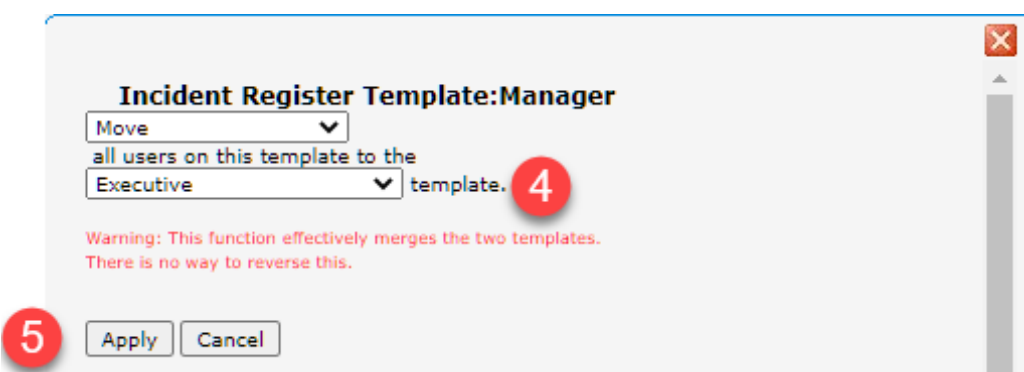 Incident Register Template:Manager
Move
all users on this template to the
Executive template. 4
Warning: This function effectively merges the two templates.
There is no way to reverse this.
5 Apply Cancel